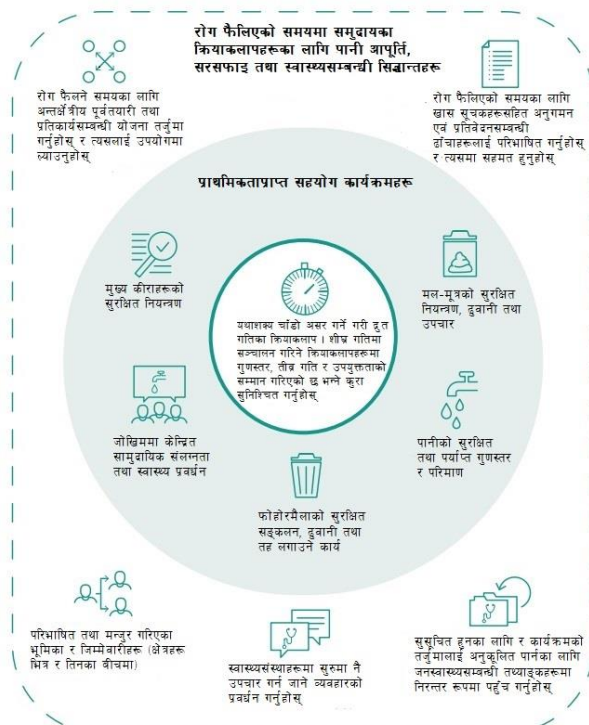 रोग फैलिएको समयमा समुदायका
क्रियाकलापहरूका लागि पानी आपूर्ति,
सरसफाइ तथा स्वास्थ्यसम्बन्धी सिद्धान्तहरू
रोग फैलने समयका लागि
अन्तर्क्षेत्रीय पूर्वतयारी तथा
प्रतिकार्यसम्बन्धी योजना तर्जुमा
गर्नुहोस् र त्यसलाई उपयोगमा
ल्याउनुहोस्
रोग फैलिएको समयका लागि
खास सूचकहरूसहित अनुगमन
एवं प्रतिवेदनसम्बन्धी
ढाँचाहरूलाई परिभाषित गर्नुहोस्
र त्यसमा सहमत हुनुहोस्
प्राथमिकताप्राप्त सहयोग कार्यक्रमहरू
मुख्य कीराहरूको
सुरक्षित नियन्त्रण
मल-मूत्रको सुरक्षित
नियन्त्रण, ढुवानी तथा
उपचार
यथाशक्य चाँडो असर गर्ने गरी द्रुत
गतिका क्रियाकलाप । शीघ्र गतिमा
सञ्चालन गरिने क्रियाकलापहरूमा
गुणस्तर, तीव्र गति र उपयुक्तताको
सम्मान गरिएको छ भन्ने कुरा
सुनिश्चित गर्नुहोस्
जोखिममा केन्द्रित
सामुदायिक संलग्नता
तथा स्वास्थ्य प्रवर्धन
पानीको सुरक्षित
तथा पर्याप्त गुणस्तर
र परिमाण
फोहोरमैलाको सुरक्षित
सङ्कलन, ढुवानी तथा
तह लगाउने कार्य
परिभाषित तथा मन्जुर गरिएका
भूमिका र जिम्मेवारीहरू (क्षेत्रहरू
भित्र र तिनका बीचमा)
स्वास्थ्यसंस्थाहरूमा सुरुमा नै
उपचार गर्न जाने व्यवहारको
प्रवर्धन गर्नुहोस्
सुसूचित हुनका लागि र कार्यक्रमको
तर्जुमालाई अनुकूलित पार्नका लागि
जनस्वास्थ्यसम्बन्धी तथ्याङ्कहरूमा
निरन्तर रूपमा पहुँच गर्नुहोस्